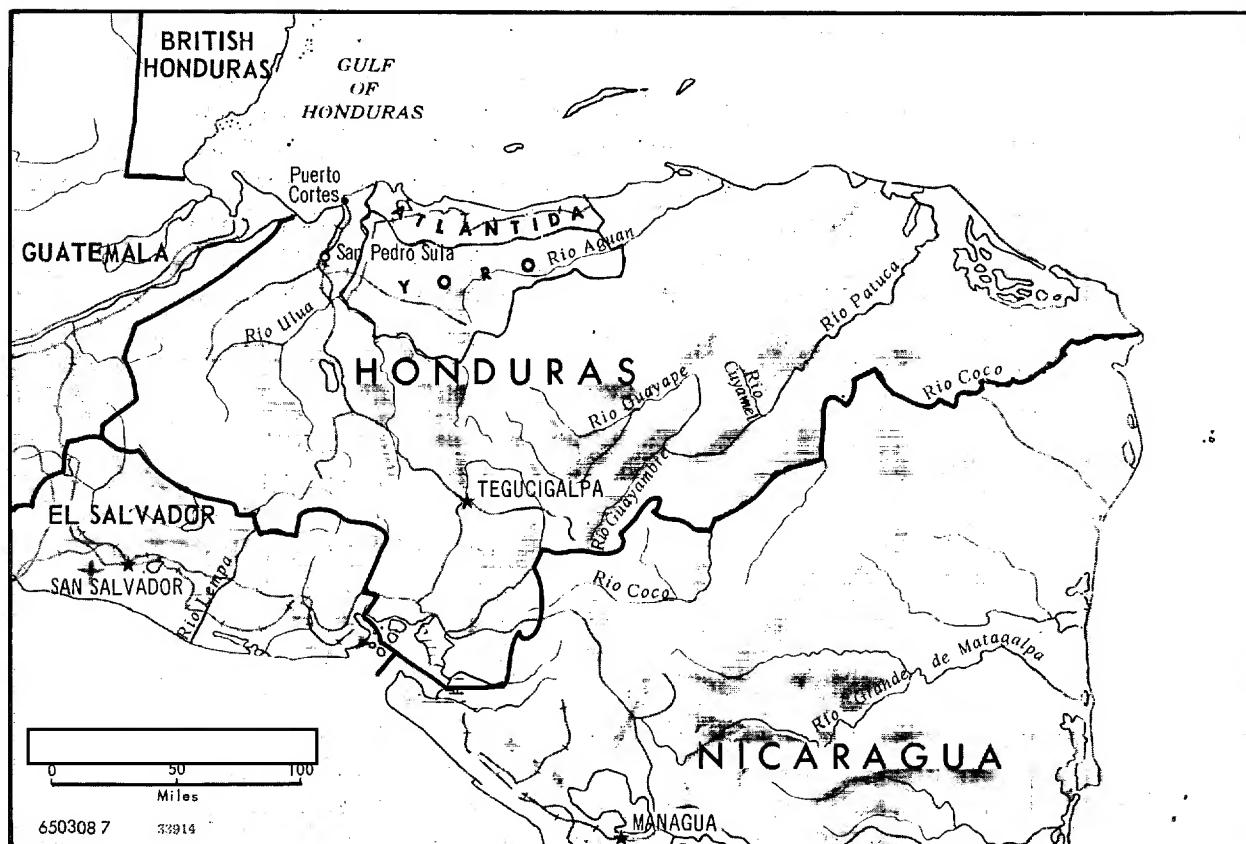 BRITISH
HONDURAS
GULF
OF
HONDURAS
Puerto
Cortes
ATLANTIDA
GUATEMALA
San Pedro Sula
YORO
Rio Aguan
Rio Ulua
Rio Patuca
HONDURAS
Rio Guayape
Rio
Cuyamel
Rio Coco
TEGUCIGALPA
Rio Guayambre
EL SALVADOR
SAN SALVADOR
Rio Lempa
Rio Coco
Rio Grande de Matagalpa
NICARAGUA
0 50 100
Miles
MANAGUA
650308 7 33914